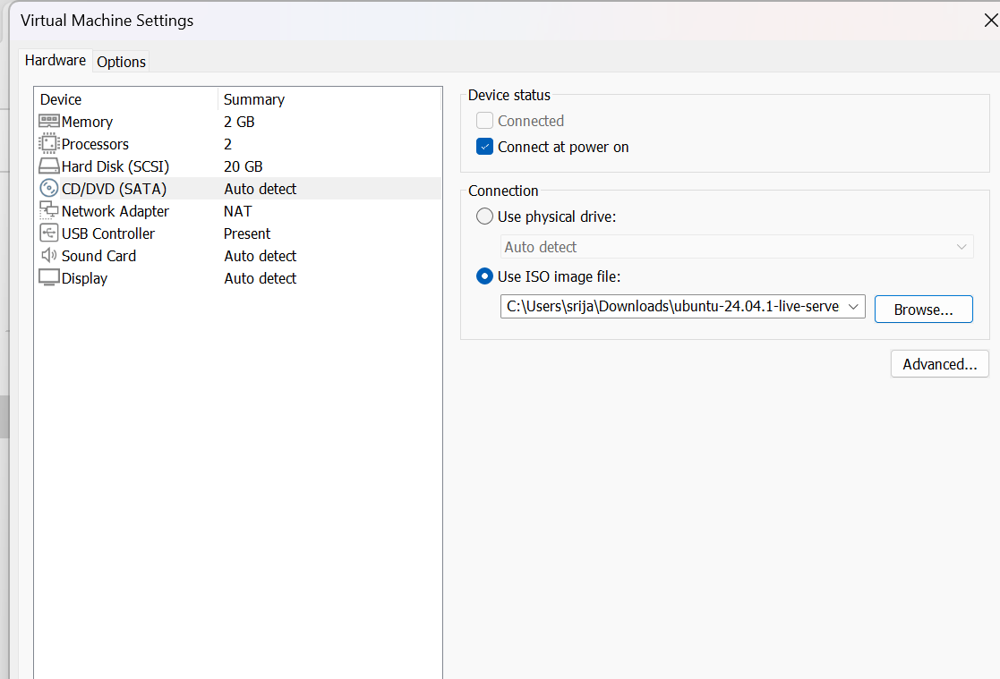 Virtual Machine Settings
Hardware
Options
Device Summary
Memory 2 GB
Processors 2
Hard Disk (SCSI) 20 GB
CD/DVD (SATA) Auto detect
Network Adapter NAT
USB Controller Present
Sound Card Auto detect
Display Auto detect
Device status
Connected
Connect at power on
Connection
Use physical drive:
Auto detect
Use ISO image file:
C:\Users\srija\Downloads\ubuntu-24.04.1-live-serve
Browse...
Advanced...